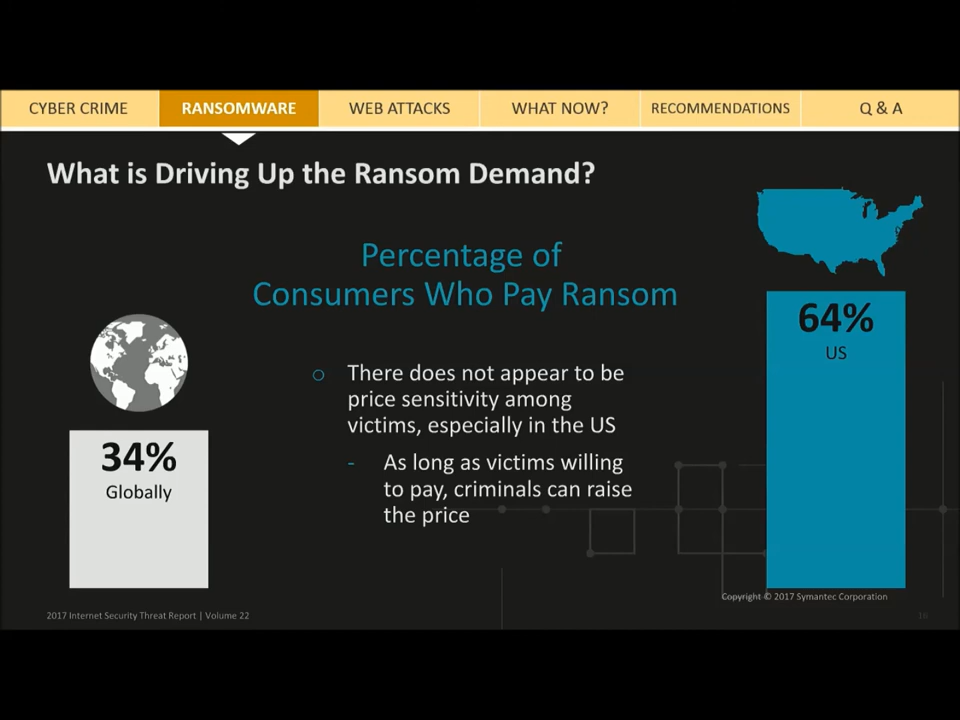 CYBER CRIME
RANSOMWARE
WEB ATTACKS
WHAT NOW?
RECOMMENDATIONS
Q & A
What is Driving Up the Ransom Demand?
Percentage of
Consumers Who Pay Ransom
34%
Globally
o There does not appear to be
price sensitivity among
victims, especially in the US
- As long as victims willing
to pay, criminals can raise
the price
64%
US
Copyright © 2017 Symantec Corporation
2017 Internet Security Threat Report | Volume 22